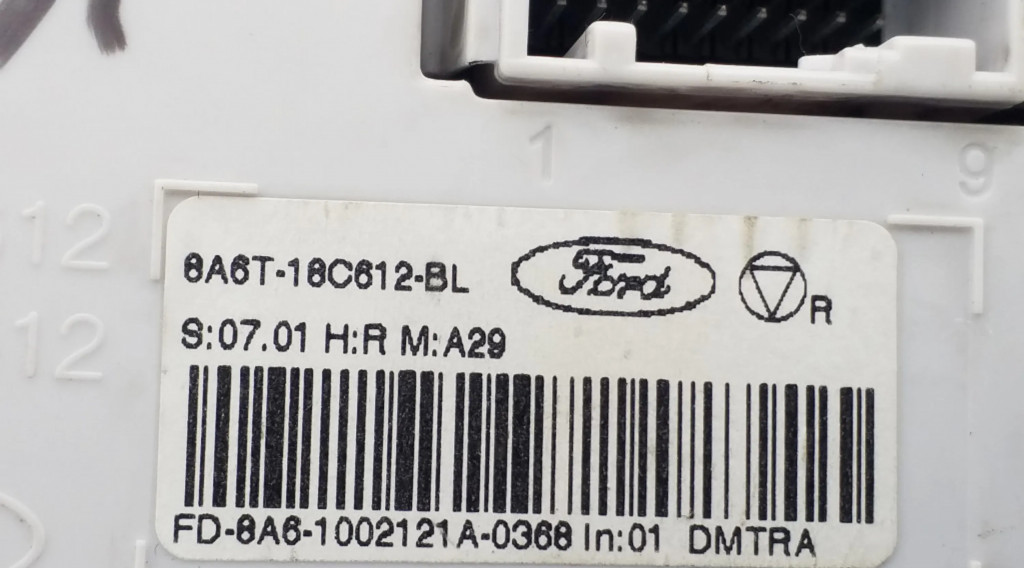 1
9
12
12
8A6T-18C612-BL
Ford
R
S:07.01 H:R M:A29
FD-8A6-1002121A-0368 In:01 DMTRA